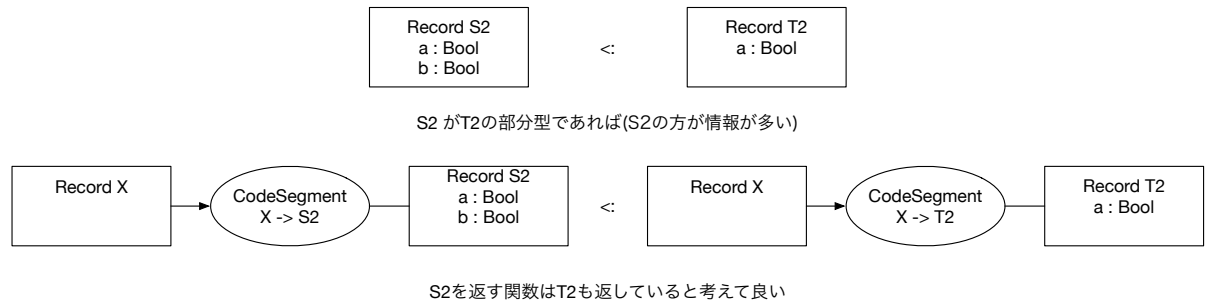 Record S2
a : Bool
b : Bool
<:
Record T2
a : Bool
S2 がT2の部分型であれば(S2の方が情報が多い)
Record X
CodeSegment
X -> S2
Record S2
a : Bool
b : Bool
<:
Record X
CodeSegment
X -> T2
Record T2
a : Bool
S2を返す関数はT2も返していると考えて良い